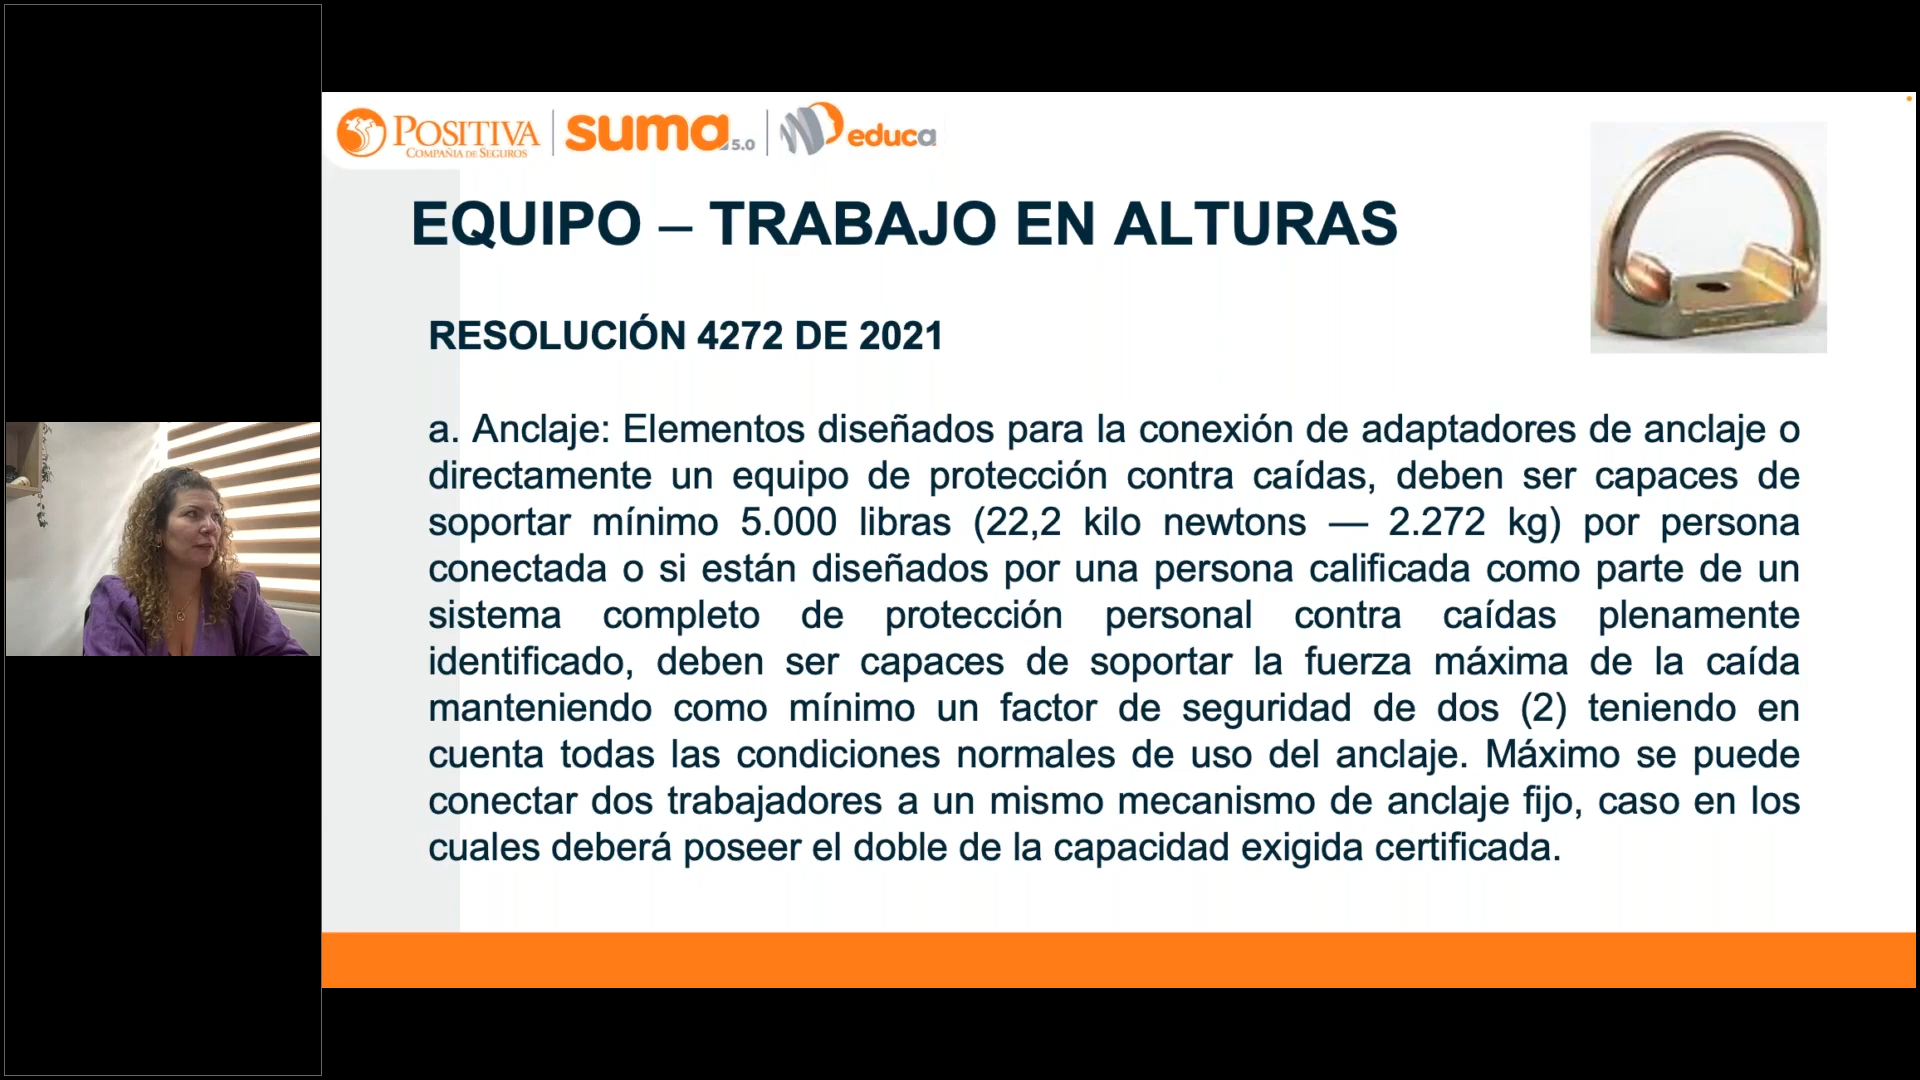 POSITIVA
COMPAÑIA DE SEGUROS
suma 5.0
educa
EQUIPO – TRABAJO EN ALTURAS
RESOLUCIÓN 4272 DE 2021
a. Anclaje: Elementos diseñados para la conexión de adaptadores de anclaje o
directamente un equipo de protección contra caídas, deben ser capaces de
soportar mínimo 5.000 libras (22,2 kilo newtons — 2.272 kg) por persona
conectada o si están diseñados por una persona calificada como parte de un
sistema completo de protección personal contra caídas plenamente
identificado, deben ser capaces de soportar la fuerza máxima de la caída
manteniendo como mínimo un factor de seguridad de dos (2) teniendo en
cuenta todas las condiciones normales de uso del anclaje. Máximo se puede
conectar dos trabajadores a un mismo mecanismo de anclaje fijo, caso en los
cuales deberá poseer el doble de la capacidad exigida certificada.